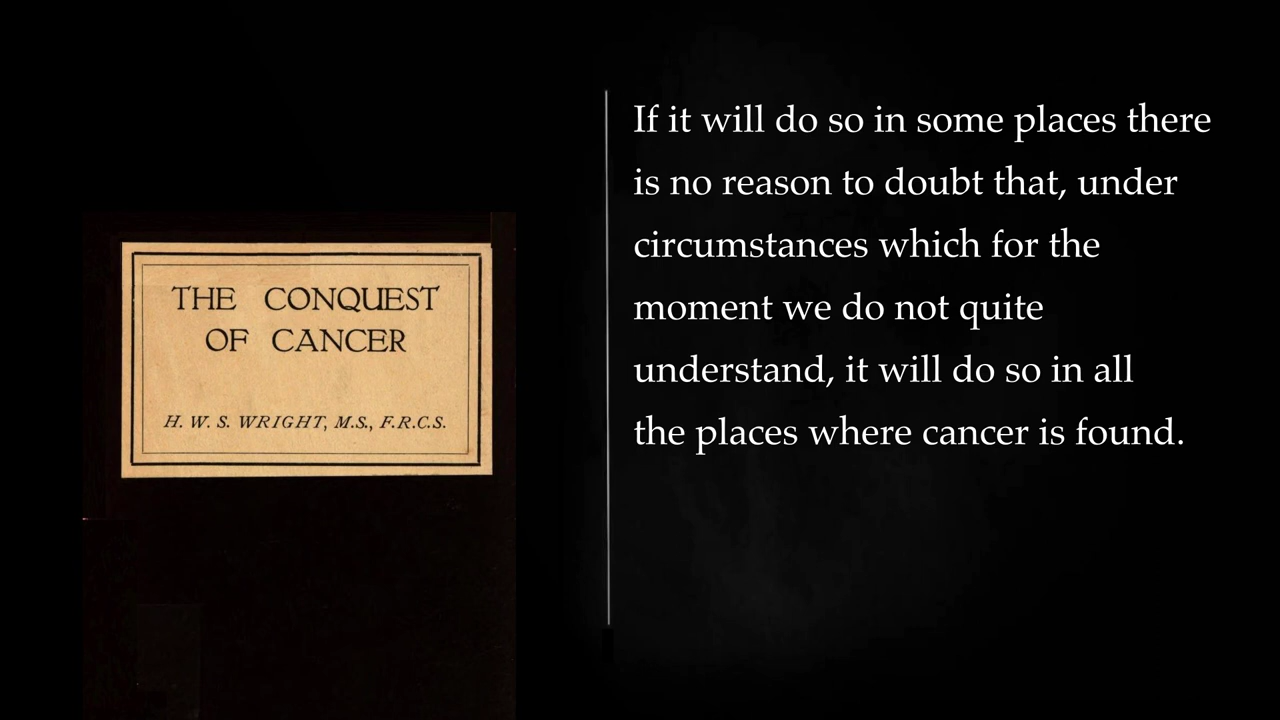 THE CONQUEST
OF CANCER
H. W. S. WRIGHT, M.S., F.R.C.S.
If it will do so in some places there
is no reason to doubt that, under
circumstances which for the
moment we do not quite
understand, it will do so in all
the places where cancer is found.